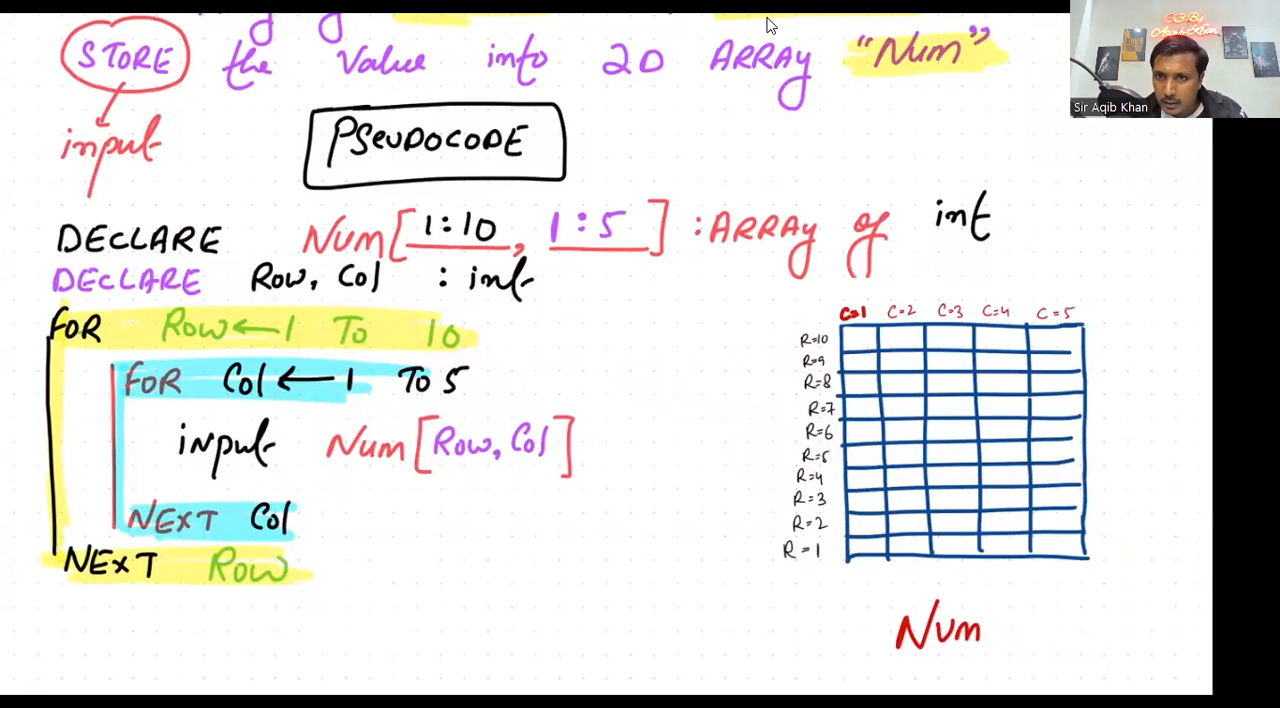 STORE the Value into 2D ARRAY "Num"
input
PSEUDOCODE
DECLARE Num[1:10, 1:5] : ARRAY of int
DECLARE Row, Col : int
FOR Row ← 1 To 10
FOR Col ← 1 To 5
input Num[Row, Col]
NEXT Col
NEXT Row
C=1 C=2 C=3 C=4 C=5
R=10
R=9
R=8
R=7
R=6
R=5
R=4
R=3
R=2
R=1
Num
Sir Aqib Khan